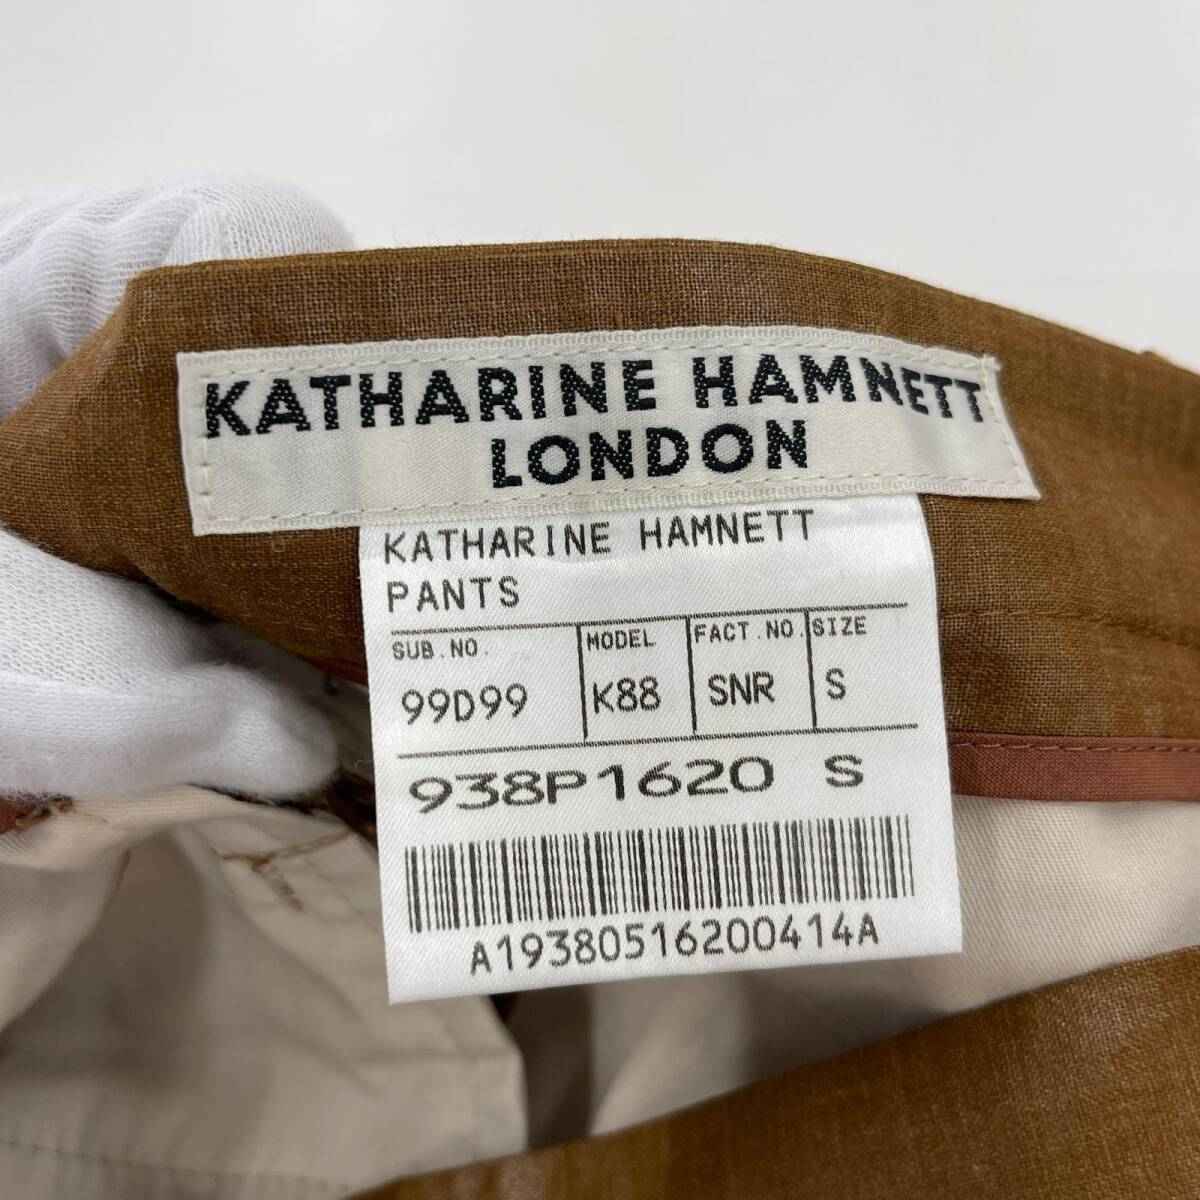 KATHARINE HAMNETT
LONDON
KATHARINE HAMNETT
PANTS
SUB.NO. MODEL FACT.NO. SIZE
99D99 K88 SNR S
938P1620 S
A19380516200414A